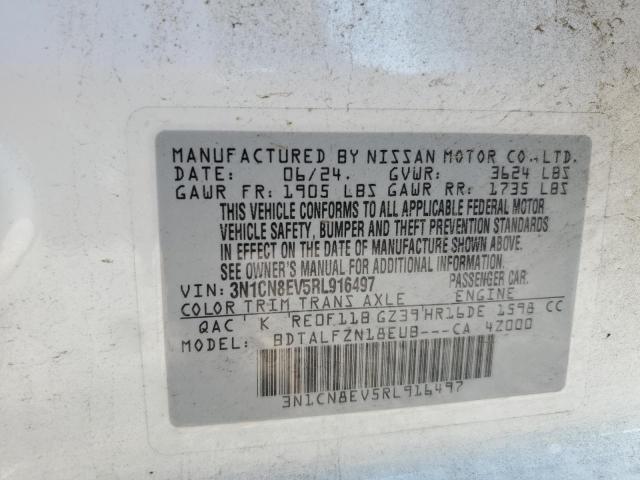 MANUFACTURED BY NISSAN MOTOR CO., LTD.
DATE: 06/24. GVWR: 3624 LBS
GAWR FR: 1905 LBS GAWR RR: 1735 LBS
THIS VEHICLE CONFORMS TO ALL APPLICABLE FEDERAL MOTOR
VEHICLE SAFETY, BUMPER AND THEFT PREVENTION STANDARDS
IN EFFECT ON THE DATE OF MANUFACTURE SHOWN ABOVE.
SEE OWNER'S MANUAL FOR ADDITIONAL INFORMATION.
VIN: 3N1CN8EV5RL916497 PASSENGER CAR.
COLOR TRIM TRANS AXLE ENGINE
QAC K RE0F11B GZ39 HR16DE 1598 CC
MODEL: BDTALFZN18EUB---CA 4Z000
3N1CN8EV5RL916497